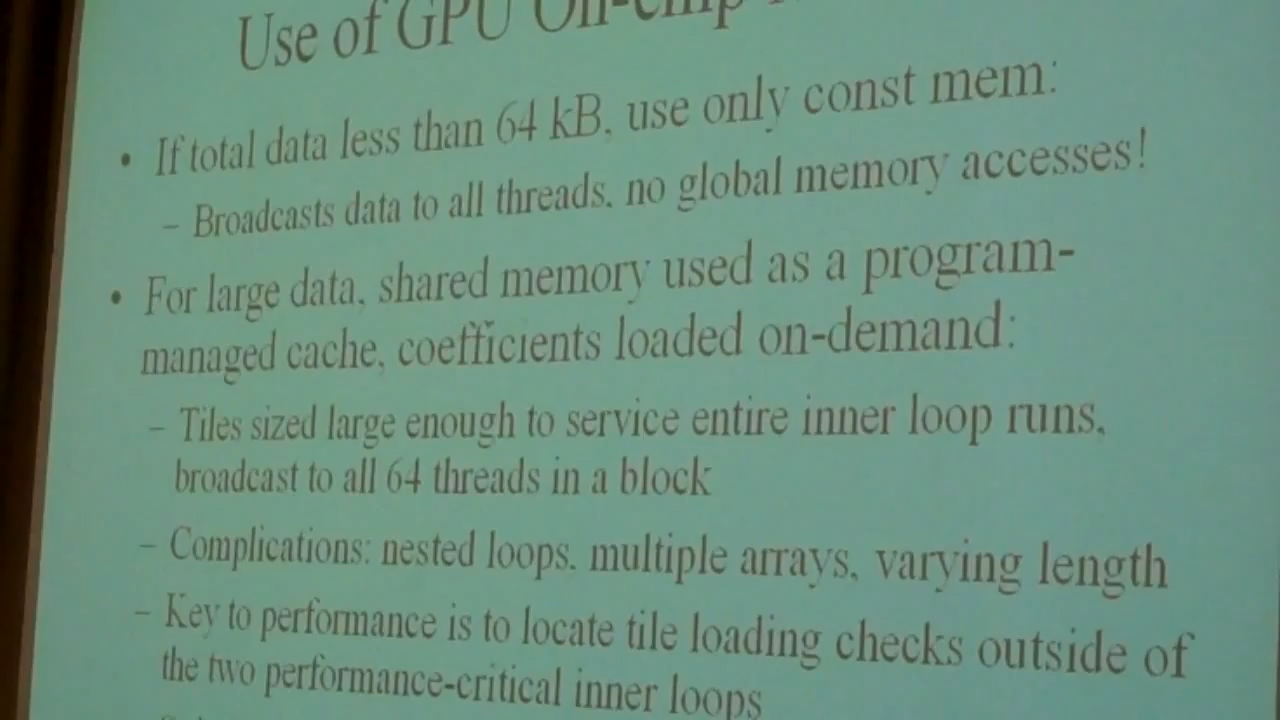 Use of GPU On-chip
• If total data less than 64 kB, use only const mem:
– Broadcasts data to all threads, no global memory accesses!
• For large data, shared memory used as a program-
managed cache, coefficients loaded on-demand:
– Tiles sized large enough to service entire inner loop runs,
broadcast to all 64 threads in a block
– Complications: nested loops, multiple arrays, varying length
– Key to performance is to locate tile loading checks outside of
the two performance-critical inner loops